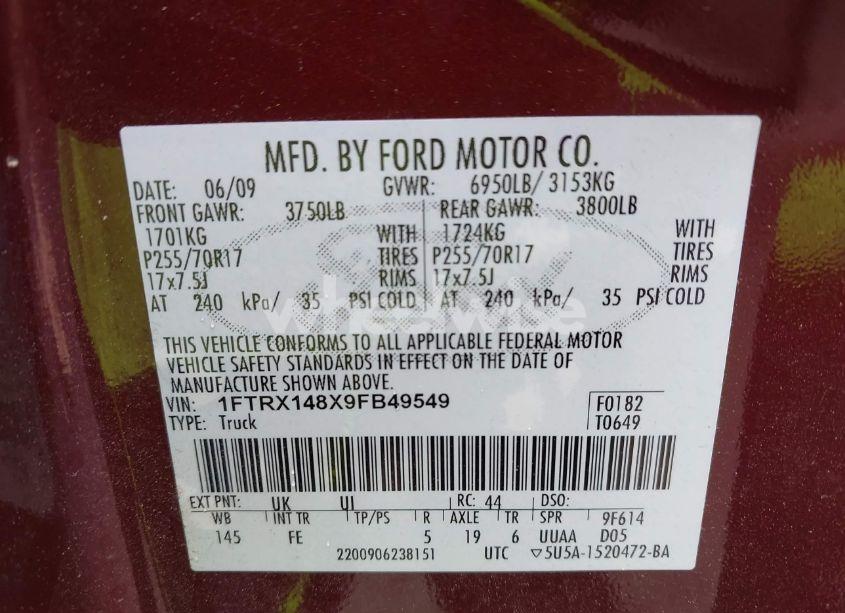 MFD. BY FORD MOTOR CO.
DATE: 06/09 GVWR: 6950LB/ 3153KG
FRONT GAWR: 3750LB REAR GAWR: 3800LB
1701KG WITH 1724KG WITH
P255/70R17 TIRES P255/70R17 TIRES
17x7.5J RIMS 17x7.5J RIMS
AT 240 kPa/ 35 PSI COLD AT 240 kPa/ 35 PSI COLD
wheelwise
THIS VEHICLE CONFORMS TO ALL APPLICABLE FEDERAL MOTOR
VEHICLE SAFETY STANDARDS IN EFFECT ON THE DATE OF
MANUFACTURE SHOWN ABOVE.
VIN: 1FTRX148X9FB49549 F0182
TYPE: Truck T0649
EXT PNT: UK UI RC: 44 DSO:
WB INT TR TP/PS R AXLE TR SPR 9F614
145 FE 5 19 6 UUAA D05
2200906238151 UTC ▽5U5A-1520472-BA